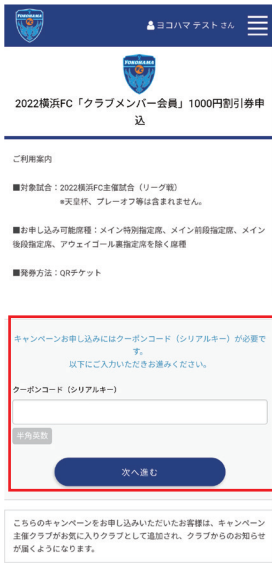 YOKOHAMA
ヨコハマ テスト さん
YOKOHAMA
2022横浜FC「クラブメンバー会員」1000円割引券申
込
ご利用案内
■対象試合：2022横浜FC主催試合（リーグ戦）
※天皇杯、プレーオフ等は含まれません。
■お申し込み可能席種：メイン特別指定席、メイン前段指定席、メイン
後段指定席、アウェイゴール裏指定席を除く席種
■発券方法：QRチケット
キャンペーンお申し込みにはクーポンコード（シリアルキー）が必要で
す。
以下にご入力いただきお進みください。
クーポンコード（シリアルキー）
半角英数
次へ進む
こちらのキャンペーンをお申し込みいただいたお客様は、キャンペーン
主催クラブがお気に入りクラブとして追加され、クラブからのお知らせ
が届くようになります。